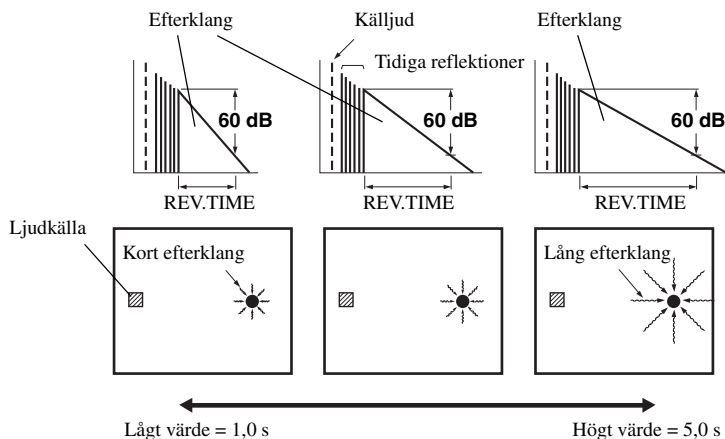 Efterklang
Källjud
Efterklang
Tidiga reflektioner
60 dB
60 dB
60 dB
REV.TIME
REV.TIME
REV.TIME
Ljudkälla
Kort efterklang
Lång efterklang
Lågt värde = 1,0 s
Högt värde = 5,0 s